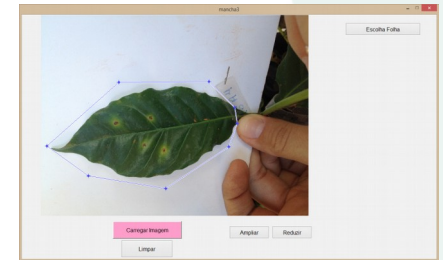 mancha3
Escolha Folha
Carregar Imagem
Ampliar
Reduzir
Limpar